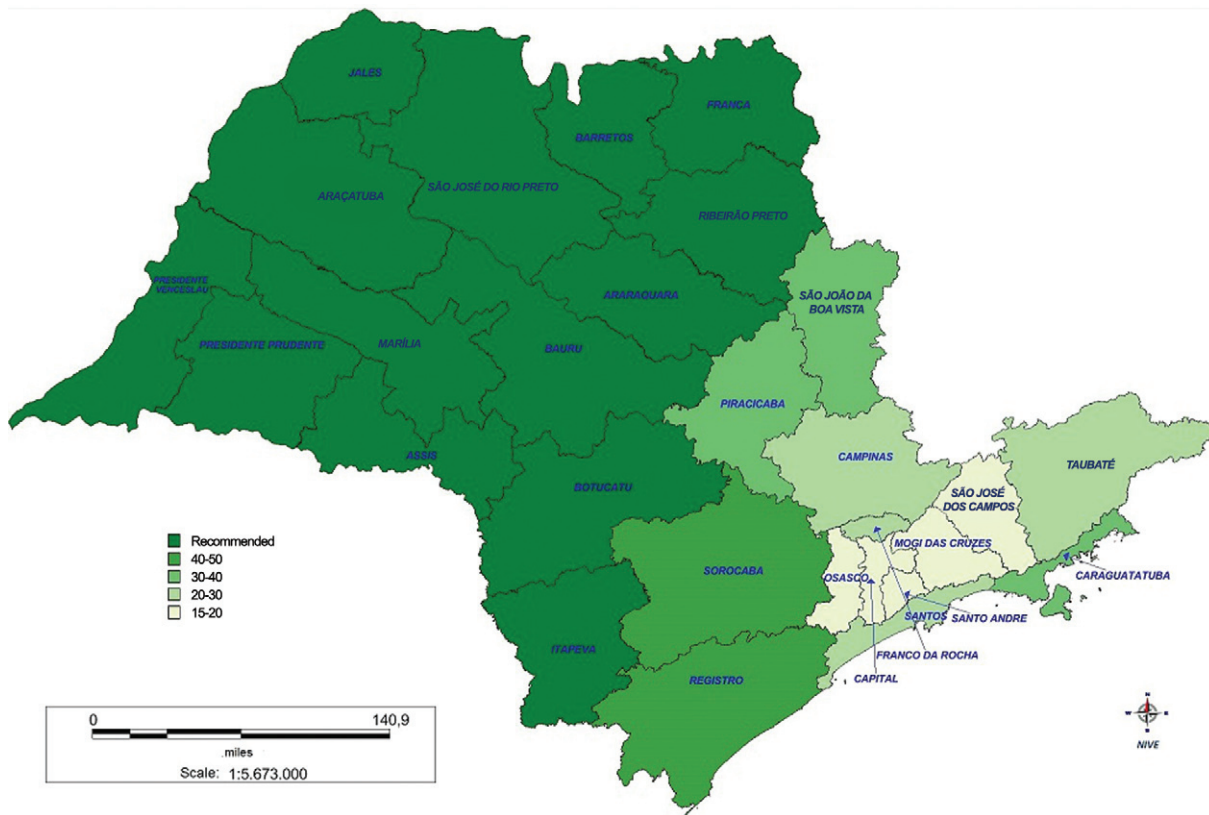 JALES
FRANCA
BARRETOS
ARAÇATUBA
SÃO JOSÉ DO RIO PRETO
RIBEIRÃO PRETO
PRESIDENTE
VENCESLAU
ARARAQUARA
SÃO JOÃO DA
BOA VISTA
PRESIDENTE PRUDENTE
MARÍLIA
BAURU
PIRACICABA
ASSIS
CAMPINAS
TAUBATÉ
BOTUCATU
SÃO JOSÉ
DOS CAMPOS
MOGI DAS CRUZES
SOROCABA
OSASCO
CARAGUATATUBA
SANTOS
SANTO ANDRE
ITAPEVA
FRANCO DA ROCHA
REGISTRO
CAPITAL
Recommended
40-50
30-40
20-30
15-20
0 140,9
.miles
Scale: 1:5.673.000
N
W E
S
NIVE